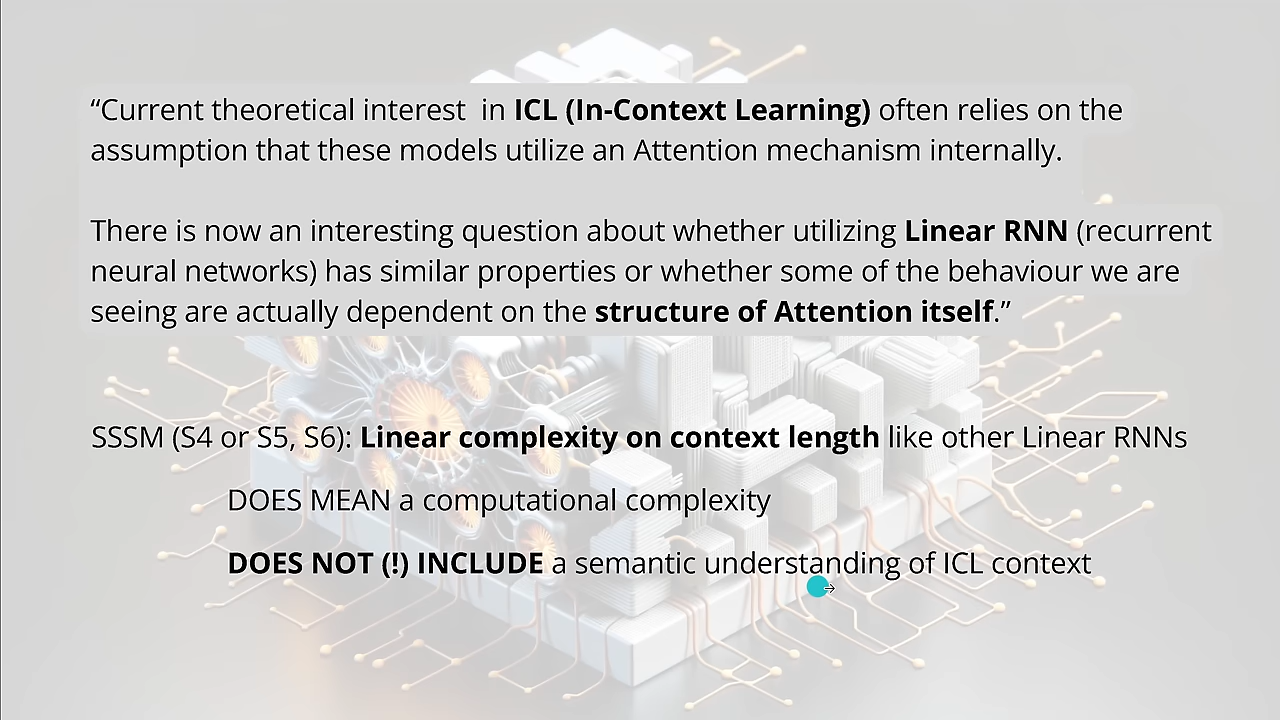 “Current theoretical interest in ICL (In-Context Learning) often relies on the
assumption that these models utilize an Attention mechanism internally.
There is now an interesting question about whether utilizing Linear RNN (recurrent
neural networks) has similar properties or whether some of the behaviour we are
seeing are actually dependent on the structure of Attention itself.”
SSSM (S4 or S5, S6): Linear complexity on context length like other Linear RNNs
DOES MEAN a computational complexity
DOES NOT (!) INCLUDE a semantic understanding of ICL context